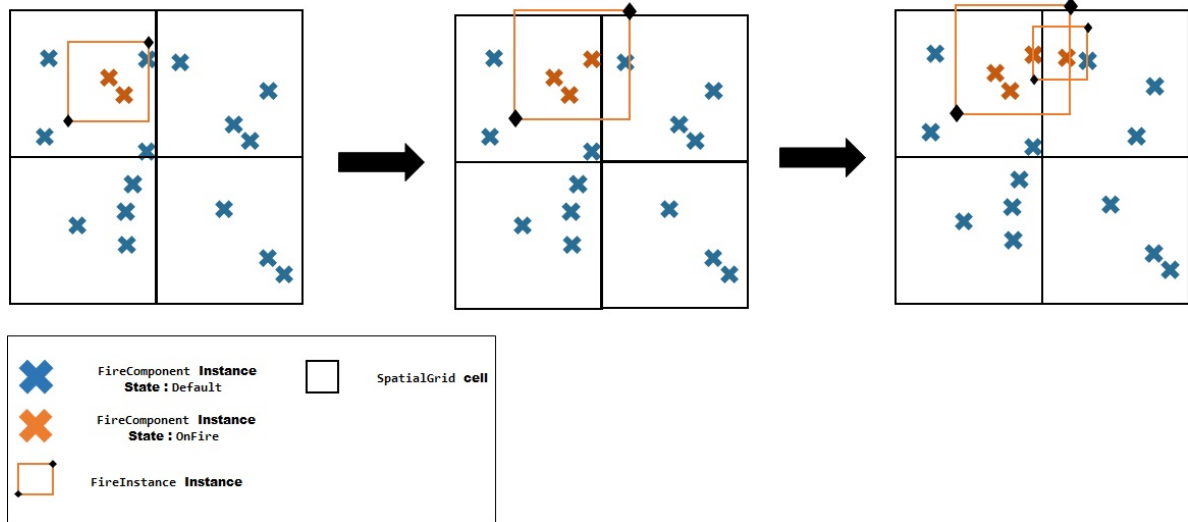 FireComponent Instance
State : Default
SpatialGrid cell
FireComponent Instance
State : OnFire
FireInstance Instance